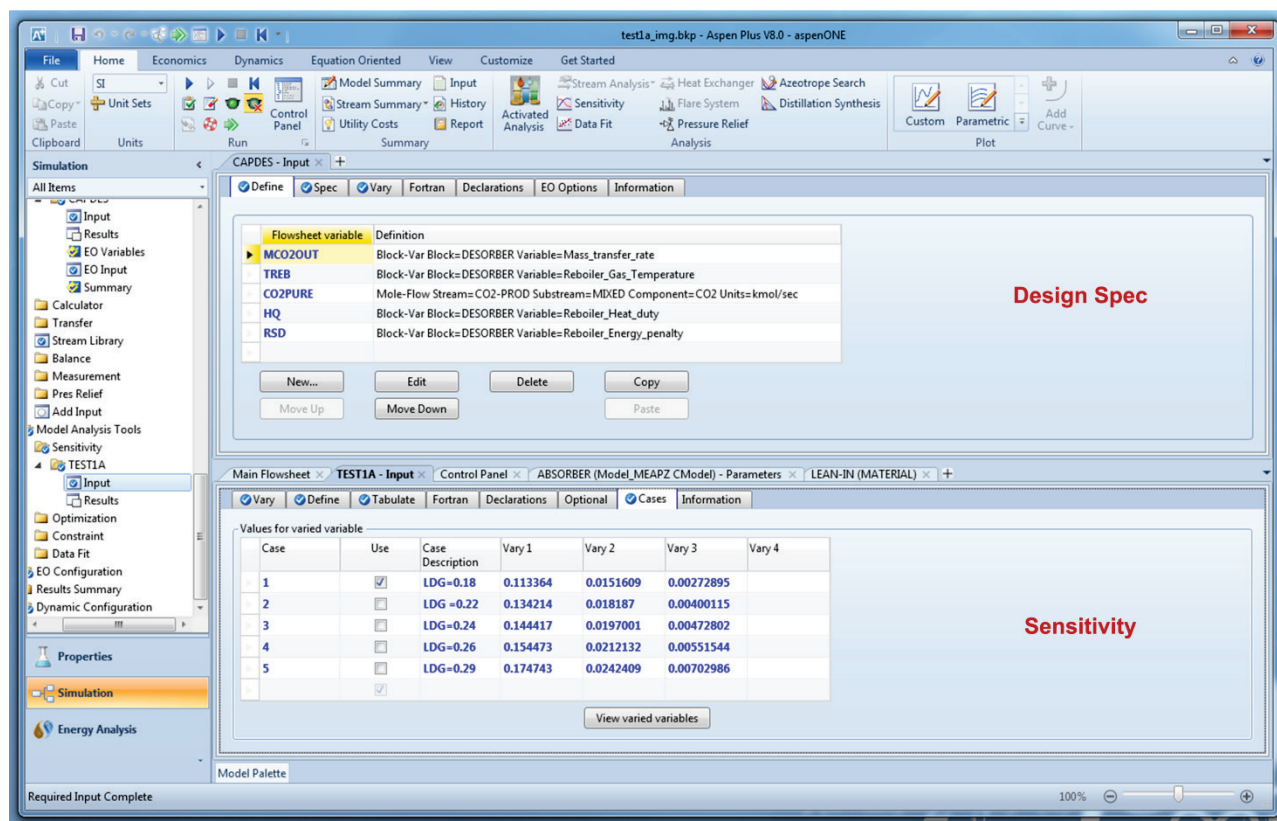 test1a_img.bkp - Aspen Plus V8.0 - aspenONE
File Home Economics Dynamics Equation Oriented View Customize Get Started
Cut SI Model Summary Input Stream Analysis Heat Exchanger Azeotrope Search
Copy Unit Sets Stream Summary History Sensitivity Flare System Distillation Synthesis
Paste Control Panel Utility Costs Report Activated Analysis Data Fit Pressure Relief Custom Parametric Add Curve
Clipboard Units Run Summary Analysis Plot
Simulation
All Items
CAPDES
Input
Results
EO Variables
EO Input
Summary
Calculator
Transfer
Stream Library
Balance
Measurement
Pres Relief
Add Input
Model Analysis Tools
Sensitivity
TEST1A
Input
Results
Optimization
Constraint
Data Fit
EO Configuration
Results Summary
Dynamic Configuration
Properties
Simulation
Energy Analysis
CAPDES - Input
Define Spec Vary Fortran Declarations EO Options Information
Flowsheet variable Definition
MCO2OUT Block-Var Block=DESORBER Variable=Mass_transfer_rate
TREB Block-Var Block=DESORBER Variable=Reboiler_Gas_Temperature
CO2PURE Mole-Flow Stream=CO2-PROD Substream=MIXED Component=CO2 Units=kmol/sec
HQ Block-Var Block=DESORBER Variable=Reboiler_Heat_duty
RSD Block-Var Block=DESORBER Variable=Reboiler_Energy_penalty
New... Edit Delete Copy
Move Up Move Down Paste
Design Spec
Main Flowsheet TEST1A - Input Control Panel ABSORBER (Model_MEAPZ CModel) - Parameters LEAN-IN (MATERIAL)
Vary Define Tabulate Fortran Declarations Optional Cases Information
Values for varied variable
Case Use Case Description Vary 1 Vary 2 Vary 3 Vary 4
1 LDG=0.18 0.113364 0.0151609 0.00272895
2 LDG =0.22 0.134214 0.018187 0.00400115
3 LDG=0.24 0.144417 0.0197001 0.00472802
4 LDG=0.26 0.154473 0.0212132 0.00551544
5 LDG=0.29 0.174743 0.0242409 0.00702986
View varied variables
Sensitivity
Model Palette
Required Input Complete 100%